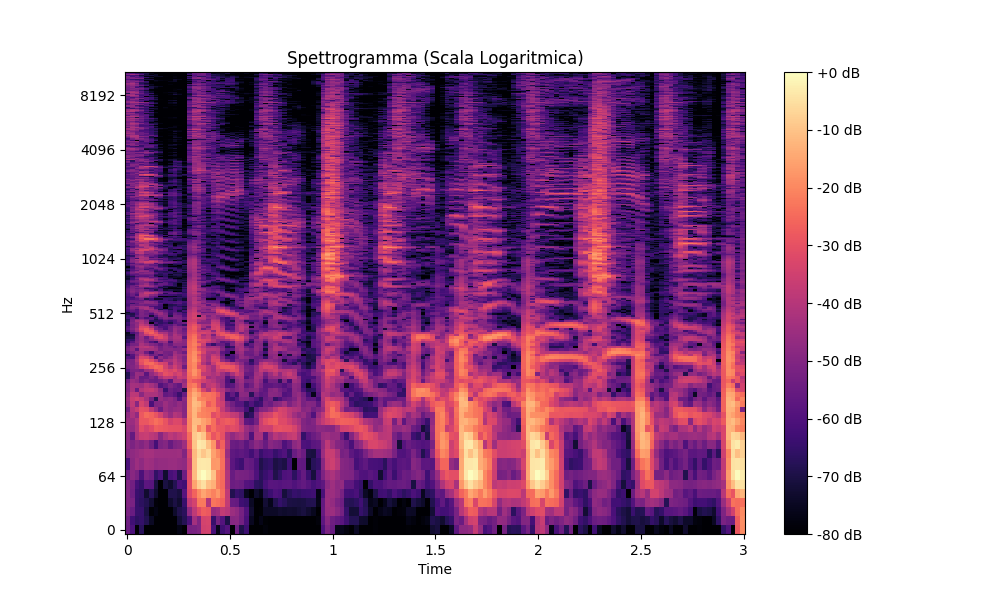 Spettrogramma (Scala Logaritmica)
8192
4096
2048
1024
512
256
128
64
0
Hz
0
0.5
1
1.5
2
2.5
3
Time
+0 dB
-10 dB
-20 dB
-30 dB
-40 dB
-50 dB
-60 dB
-70 dB
-80 dB